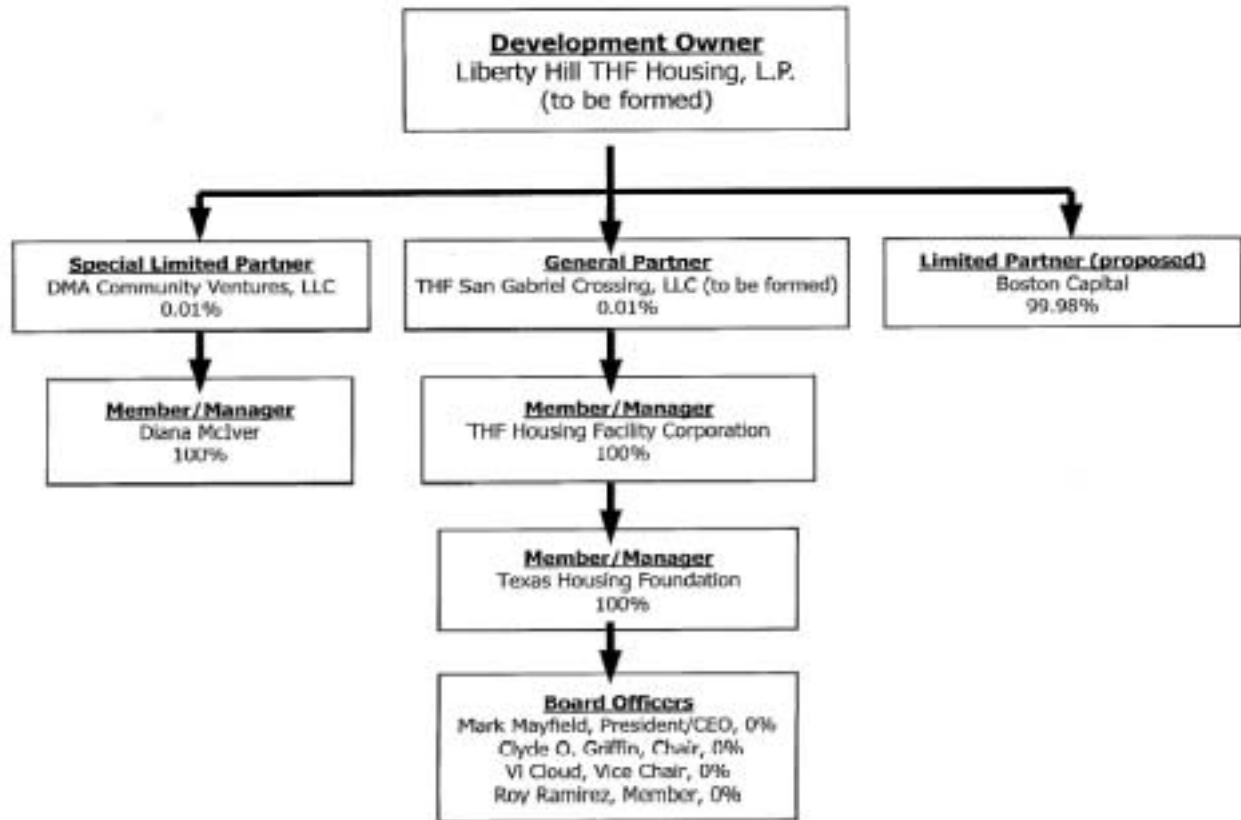 Development Owner
Liberty Hill THF Housing, L.P.
(to be formed)
Special Limited Partner
DMA Community Ventures, LLC
0.01%
General Partner
THF San Gabriel Crossing, LLC (to be formed)
0.01%
Limited Partner (proposed)
Boston Capital
99.98%
Member/Manager
Diana McIver
100%
Member/Manager
THF Housing Facility Corporation
100%
Member/Manager
Texas Housing Foundation
100%
Board Officers
Mark Mayfield, President/CEO, 0%
Clyde O. Griffin, Chair, 0%
Vi Cloud, Vice Chair, 0%
Roy Ramirez, Member, 0%